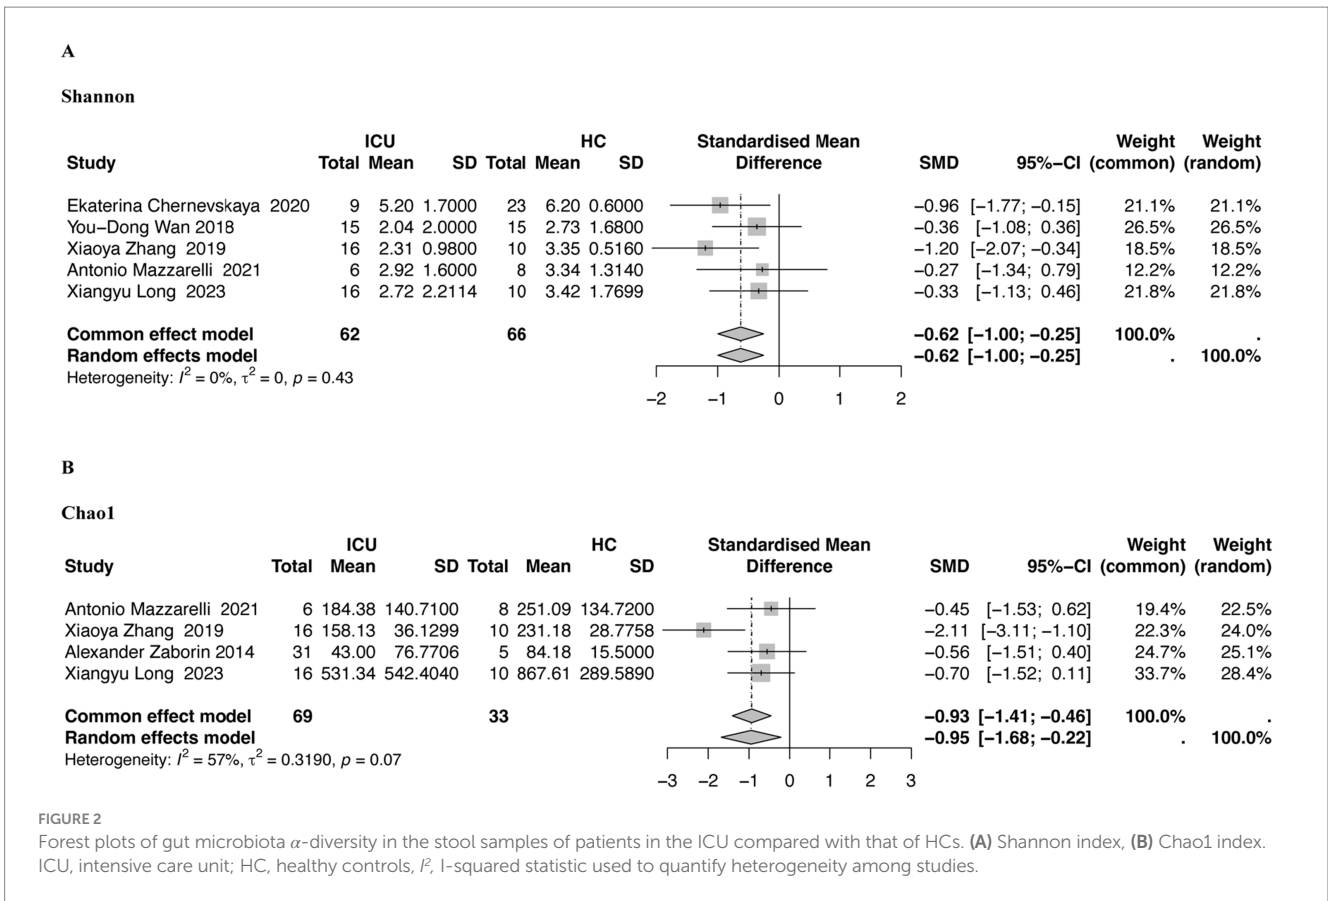 A
Shannon
ICU HC Standardised Mean Weight Weight
Study Total Mean SD Total Mean SD Difference SMD 95%−CI (common) (random)
Ekaterina Chernevskaya 2020 9 5.20 1.7000 23 6.20 0.6000 −0.96 [−1.77; −0.15] 21.1% 21.1%
You−Dong Wan 2018 15 2.04 2.0000 15 2.73 1.6800 −0.36 [−1.08; 0.36] 26.5% 26.5%
Xiaoya Zhang 2019 16 2.31 0.9800 10 3.35 0.5160 −1.20 [−2.07; −0.34] 18.5% 18.5%
Antonio Mazzarelli 2021 6 2.92 1.6000 8 3.34 1.3140 −0.27 [−1.34; 0.79] 12.2% 12.2%
Xiangyu Long 2023 16 2.72 2.2114 10 3.42 1.7699 −0.33 [−1.13; 0.46] 21.8% 21.8%
Common effect model 62 66 −0.62 [−1.00; −0.25] 100.0% .
Random effects model −0.62 [−1.00; −0.25] . 100.0%
Heterogeneity: I² = 0%, τ² = 0, p = 0.43
−2 −1 0 1 2
B
Chao1
ICU HC Standardised Mean Weight Weight
Study Total Mean SD Total Mean SD Difference SMD 95%−CI (common) (random)
Antonio Mazzarelli 2021 6 184.38 140.7100 8 251.09 134.7200 −0.45 [−1.53; 0.62] 19.4% 22.5%
Xiaoya Zhang 2019 16 158.13 36.1299 10 231.18 28.7758 −2.11 [−3.11; −1.10] 22.3% 24.0%
Alexander Zaborin 2014 31 43.00 76.7706 5 84.18 15.5000 −0.56 [−1.51; 0.40] 24.7% 25.1%
Xiangyu Long 2023 16 531.34 542.4040 10 867.61 289.5890 −0.70 [−1.52; 0.11] 33.7% 28.4%
Common effect model 69 33 −0.93 [−1.41; −0.46] 100.0% .
Random effects model −0.95 [−1.68; −0.22] . 100.0%
Heterogeneity: I² = 57%, τ² = 0.3190, p = 0.07
−3 −2 −1 0 1 2 3
FIGURE 2
Forest plots of gut microbiota α-diversity in the stool samples of patients in the ICU compared with that of HCs. (A) Shannon index, (B) Chao1 index.
ICU, intensive care unit; HC, healthy controls, I², I-squared statistic used to quantify heterogeneity among studies.